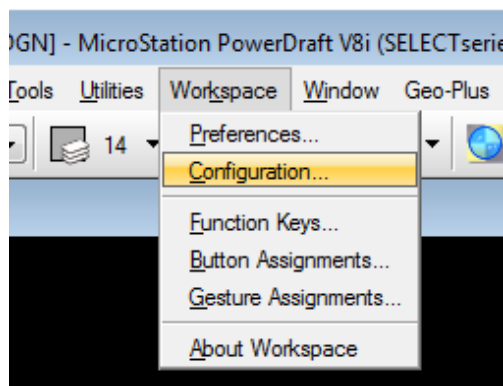 OGN] - MicroStation PowerDraft V8i (SELECTserie
Tools Utilities Workspace Window Geo-Plus
14
Preferences...
Configuration...
Function Keys...
Button Assignments...
Gesture Assignments...
About Workspace